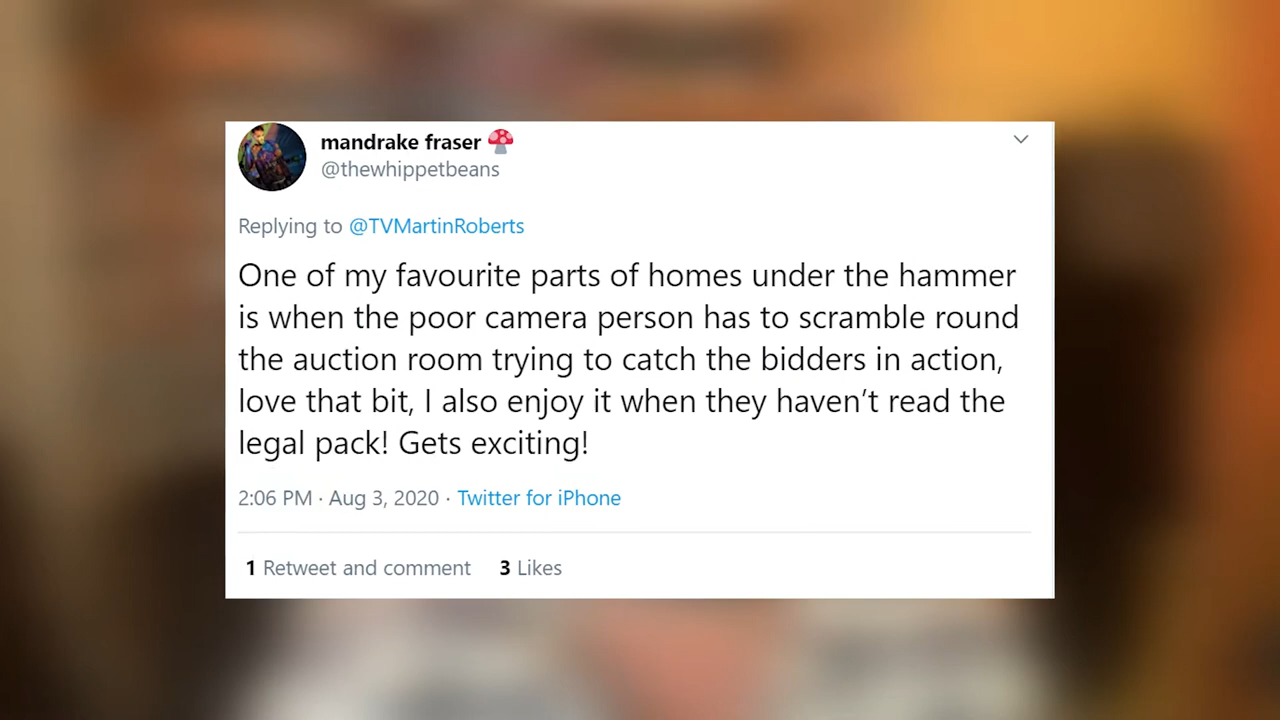 mandrake fraser 🍄
@thewhippetbeans
Replying to @TVMartinRoberts
One of my favourite parts of homes under the hammer
is when the poor camera person has to scramble round
the auction room trying to catch the bidders in action,
love that bit, I also enjoy it when they haven’t read the
legal pack! Gets exciting!
2:06 PM · Aug 3, 2020 · Twitter for iPhone
1 Retweet and comment 3 Likes